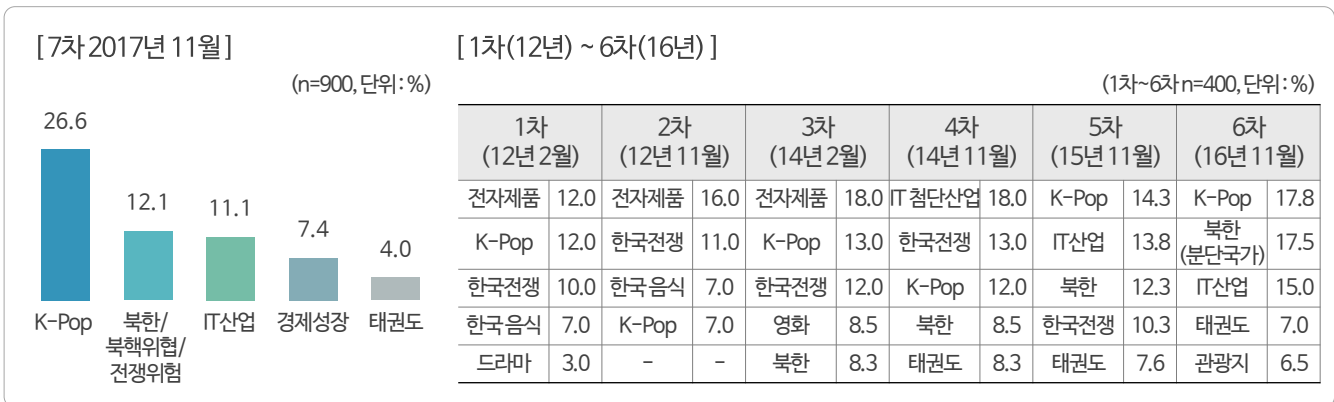 [ 7차 2017년 11월 ]
(n=900, 단위 : %)
26.6
12.1
11.1
7.4
4.0
K-Pop
북한/
북핵위협/
전쟁위험
IT산업
경제성장
태권도
[ 1차(12년) ~ 6차(16년) ]
(1차~6차 n=400, 단위 : %)
1차 2차 3차 4차 5차 6차
(12년 2월) (12년 11월) (14년 2월) (14년 11월) (15년 11월) (16년 11월)
전자제품 12.0 전자제품 16.0 전자제품 18.0 IT 첨단산업 18.0 K-Pop 14.3 K-Pop 17.8
K-Pop 12.0 한국전쟁 11.0 K-Pop 13.0 한국전쟁 13.0 IT산업 13.8 북한
(분단국가) 17.5
한국전쟁 10.0 한국 음식 7.0 한국전쟁 12.0 K-Pop 12.0 북한 12.3 IT산업 15.0
한국 음식 7.0 K-Pop 7.0 영화 8.5 북한 8.5 한국전쟁 10.3 태권도 7.0
드라마 3.0 - - 북한 8.3 태권도 8.3 태권도 7.6 관광지 6.5